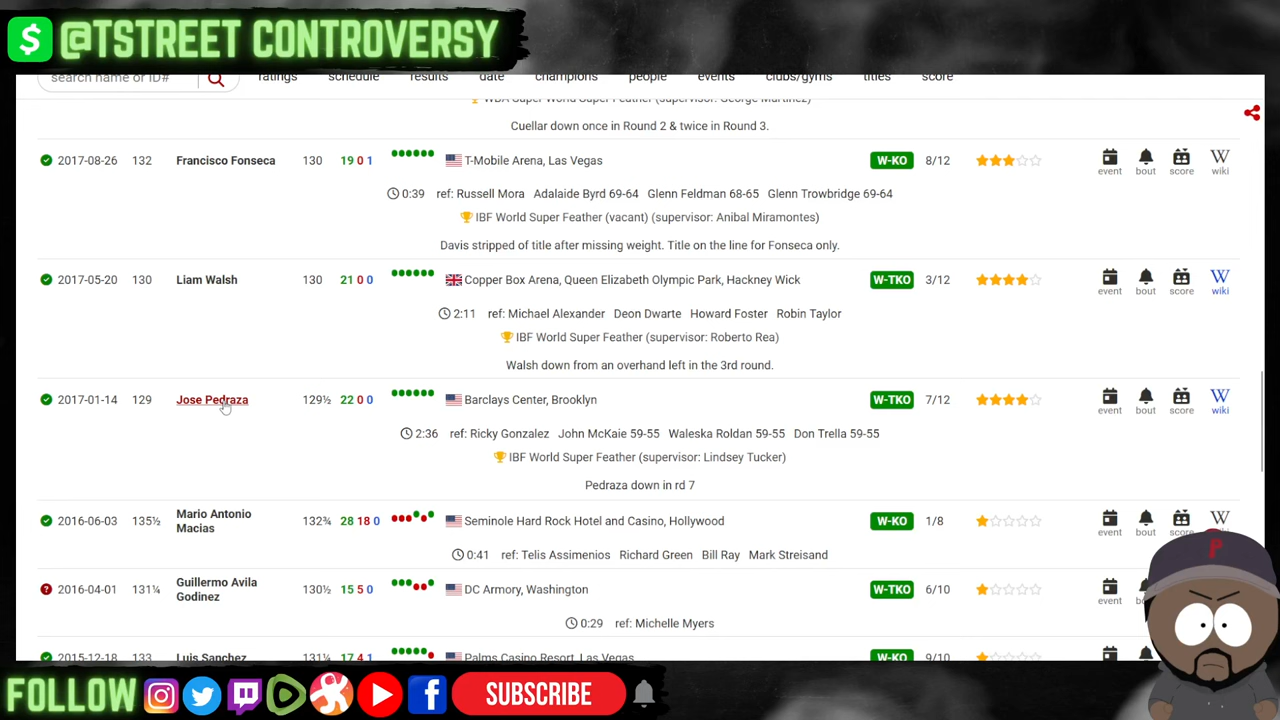 $ @TSTREET CONTROVERSY
search name or ID# ratings schedule results date champions people events clubs/gyms titles score
WBA Super World Super Feather (supervisor: George Martinez)
Cuellar down once in Round 2 & twice in Round 3.
2017-08-26 132 Francisco Fonseca 130 19 0 1 T-Mobile Arena, Las Vegas W-KO 8/12 W
event bout score wiki
0:39 ref: Russell Mora Adalaide Byrd 69-64 Glenn Feldman 68-65 Glenn Trowbridge 69-64
IBF World Super Feather (vacant) (supervisor: Anibal Miramontes)
Davis stripped of title after missing weight. Title on the line for Fonseca only.
2017-05-20 130 Liam Walsh 130 21 0 0 Copper Box Arena, Queen Elizabeth Olympic Park, Hackney Wick W-TKO 3/12 W
event bout score wiki
2:11 ref: Michael Alexander Deon Dwarte Howard Foster Robin Taylor
IBF World Super Feather (supervisor: Roberto Rea)
Walsh down from an overhand left in the 3rd round.
2017-01-14 129 Jose Pedraza 129½ 22 0 0 Barclays Center, Brooklyn W-TKO 7/12 W
event bout score wiki
2:36 ref: Ricky Gonzalez John McKaie 59-55 Waleska Roldan 59-55 Don Trella 59-55
IBF World Super Feather (supervisor: Lindsey Tucker)
Pedraza down in rd 7
2016-06-03 135½ Mario Antonio Macias 132¾ 28 18 0 Seminole Hard Rock Hotel and Casino, Hollywood W-KO 1/8 W
event bout
0:41 ref: Telis Assimenios Richard Green Bill Ray Mark Streisand
2016-04-01 131¼ Guillermo Avila Godinez 130½ 15 5 0 DC Armory, Washington W-TKO 6/10
event
0:29 ref: Michelle Myers
2015-12-18 133 Luis Sanchez 131½ 17 4 1 Palms Casino Resort, Las Vegas W-KO 9/10
P
FOLLOW SUBSCRIBE